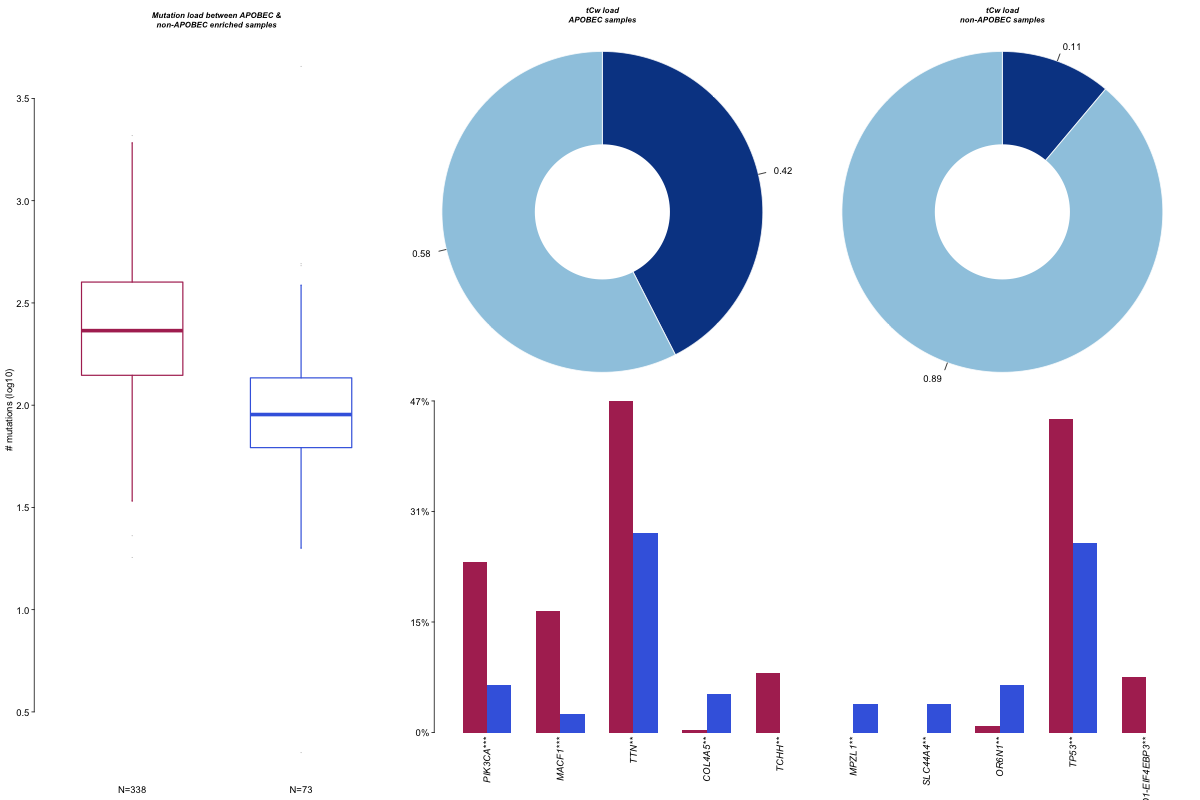 Mutation load between APOBEC &
non-APOBEC enriched samples
# mutations (log10)
3.5
3.0
2.5
2.0
1.5
1.0
0.5
N=338
N=73
tCw load
APOBEC samples
0.42
0.58
tCw load
non-APOBEC samples
0.11
0.89
47%
31%
15%
0%
PIK3CA***
MACF1***
TTN**
COL4A5**
TCHH**
MPZL1**
SLC44A4**
OR6N1**
TP53**
01-EIF4EBP3**